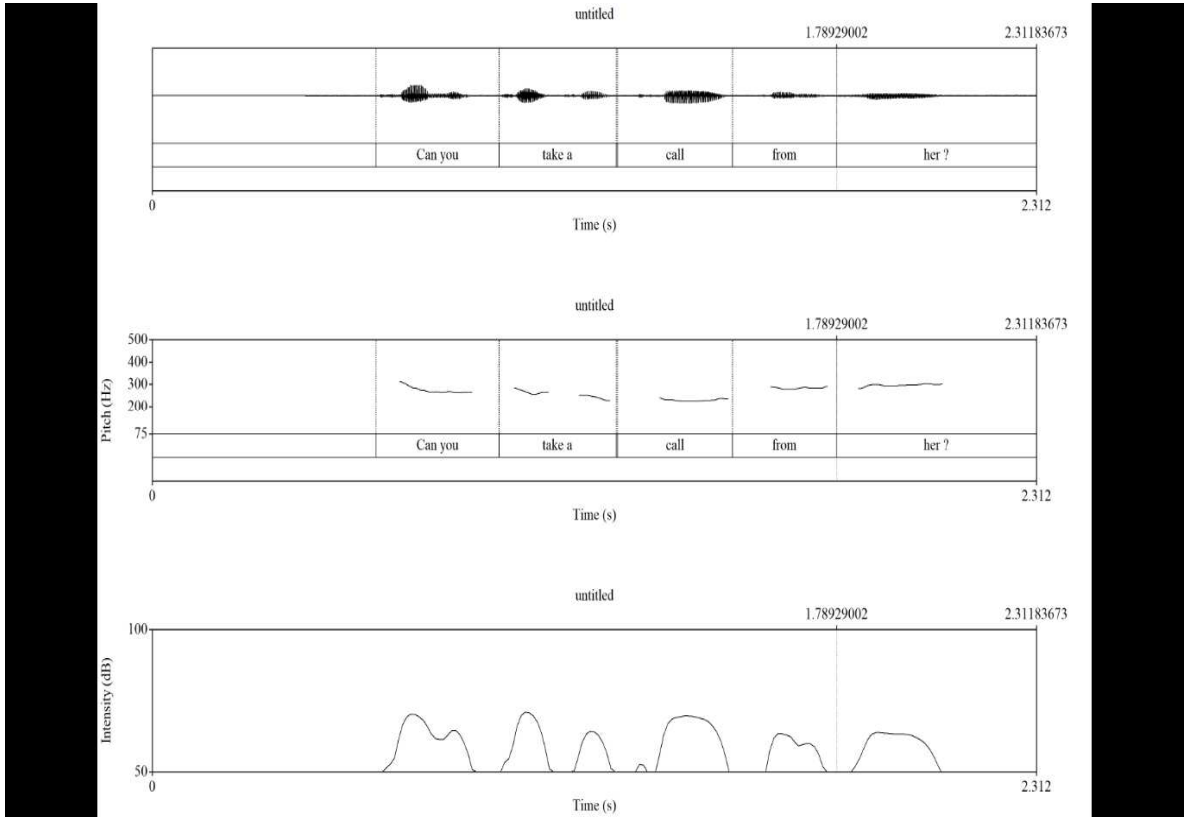 untitled
1.78929002 2.31183673
Can you take a call from her ?
0 2.312
Time (s)
untitled
1.78929002 2.31183673
500
400
300
200
75
Pitch (Hz)
Can you take a call from her ?
0 2.312
Time (s)
untitled
1.78929002 2.31183673
100
Intensity (dB)
50
0 2.312
Time (s)